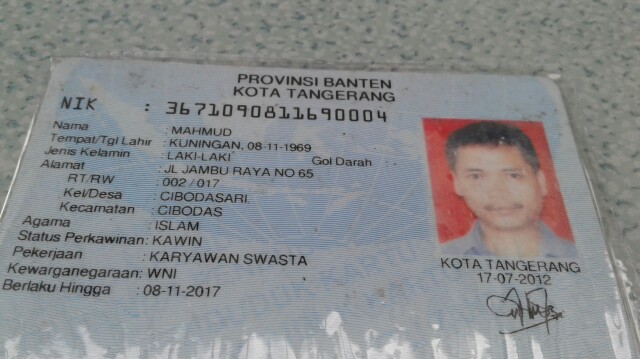 PROVINSI BANTEN
KOTA TANGERANG
NIK : 3671090811690004
Nama : MAHMUD
Tempat/Tgl Lahir : KUNINGAN, 08-11-1969
Jenis Kelamin : LAKI-LAKI Gol Darah :
Alamat : JL JAMBU RAYA NO 65
RT/RW : 002/017
Kel/Desa : CIBODASARI
Kecamatan : CIBODAS
Agama : ISLAM
Status Perkawinan: KAWIN
Pekerjaan : KARYAWAN SWASTA
Kewarganegaraan: WNI
Berlaku Hingga : 08-11-2017
KOTA TANGERANG
17-07-2012